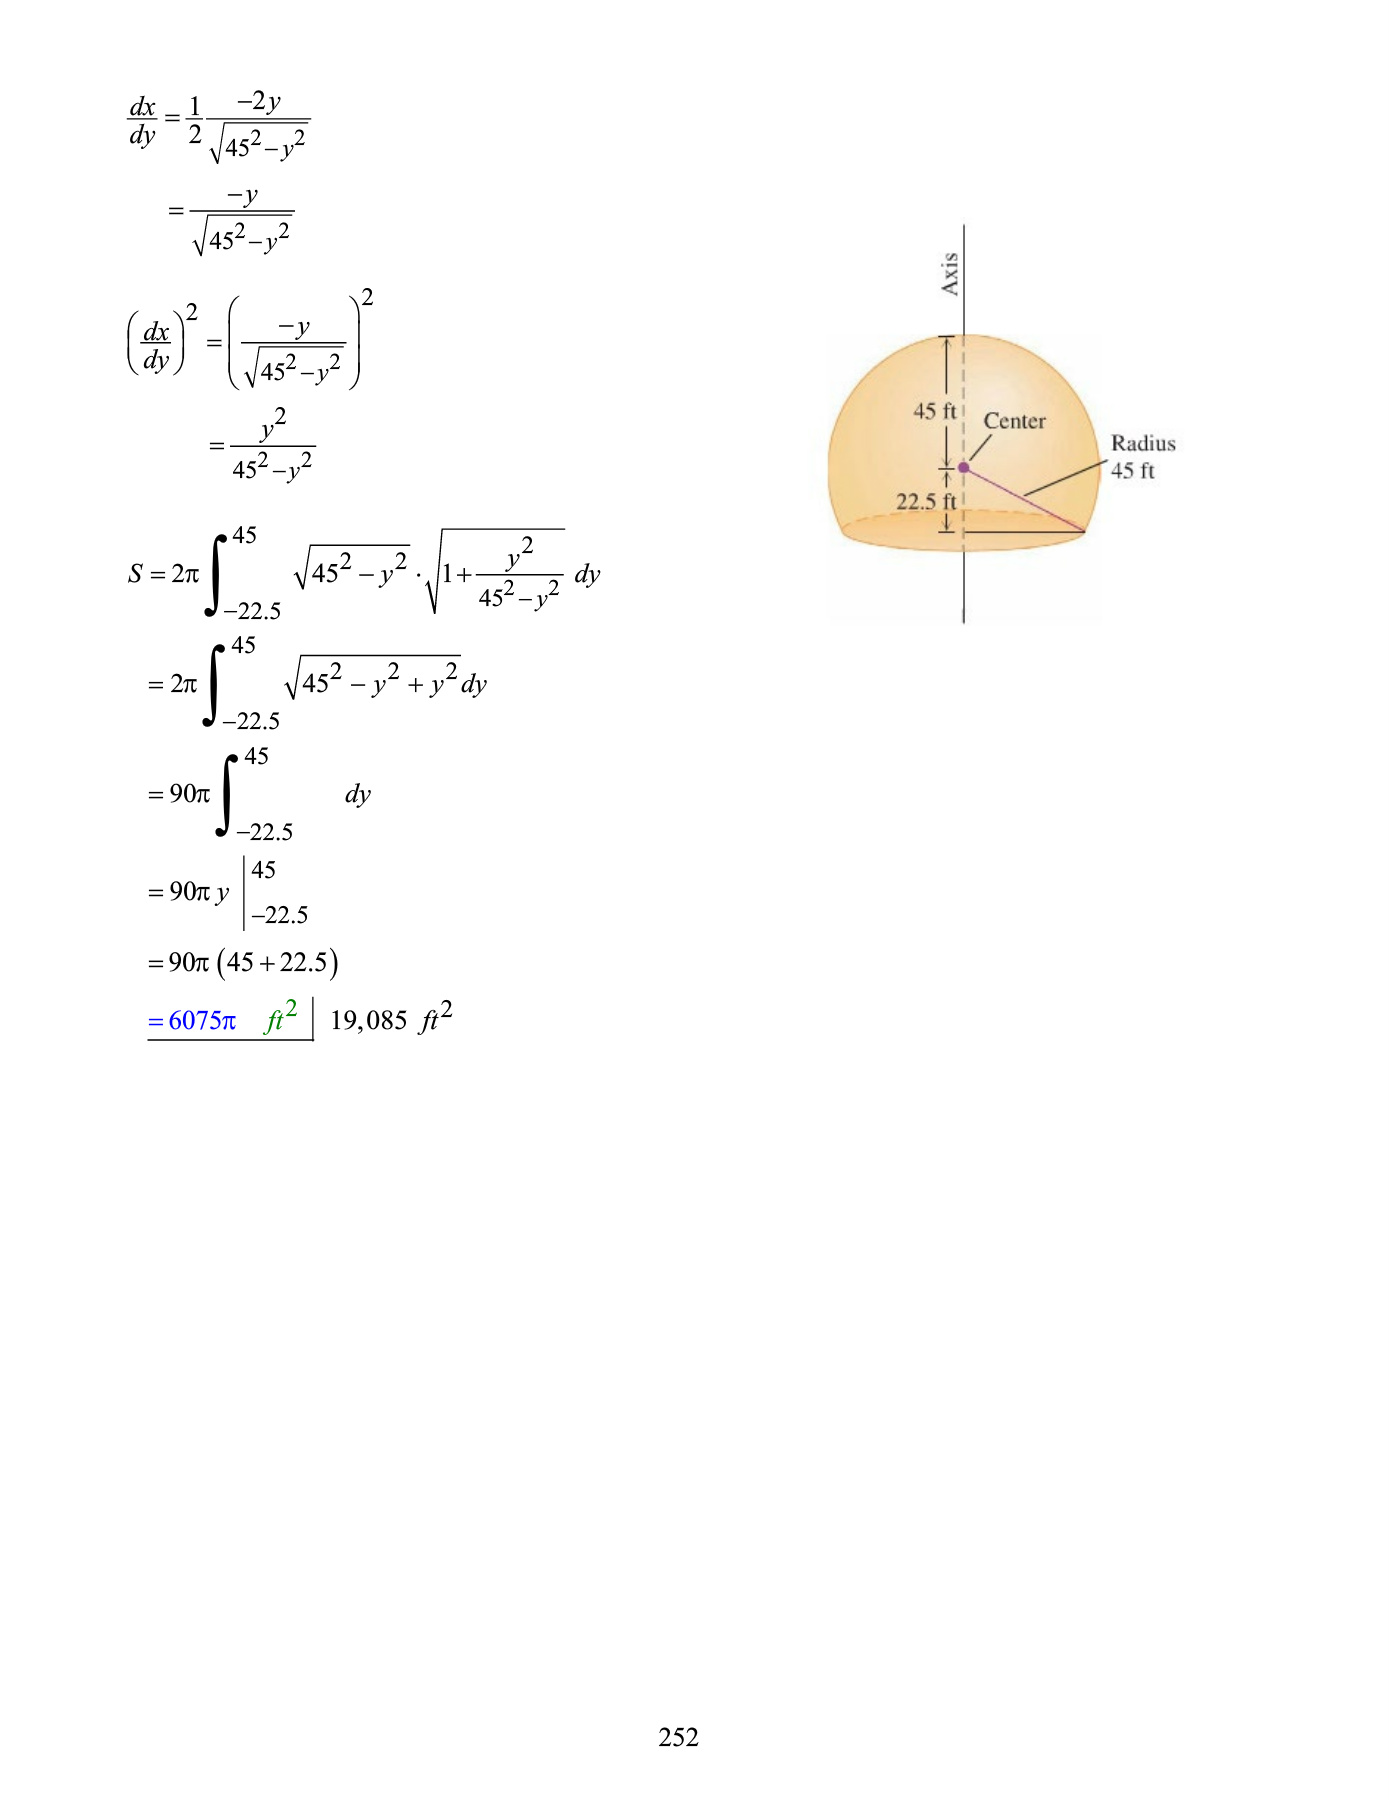 dx/dy = 1/2 −2y/√(45² − y²)
= −y/√(45² − y²)
(dx/dy)² = (−y/√(45² − y²))²
= y²/(45² − y²)
S = 2π ∫_{−22.5}^{45} √(45² − y²) · √(1 + y²/(45² − y²)) dy
= 2π ∫_{−22.5}^{45} √(45² − y² + y²) dy
= 90π ∫_{−22.5}^{45} dy
= 90π y |_{−22.5}^{45}
= 90π (45 + 22.5)
= 6075π ft² | 19,085 ft²
Axis
45 ft
Center
Radius
45 ft
22.5 ft
252